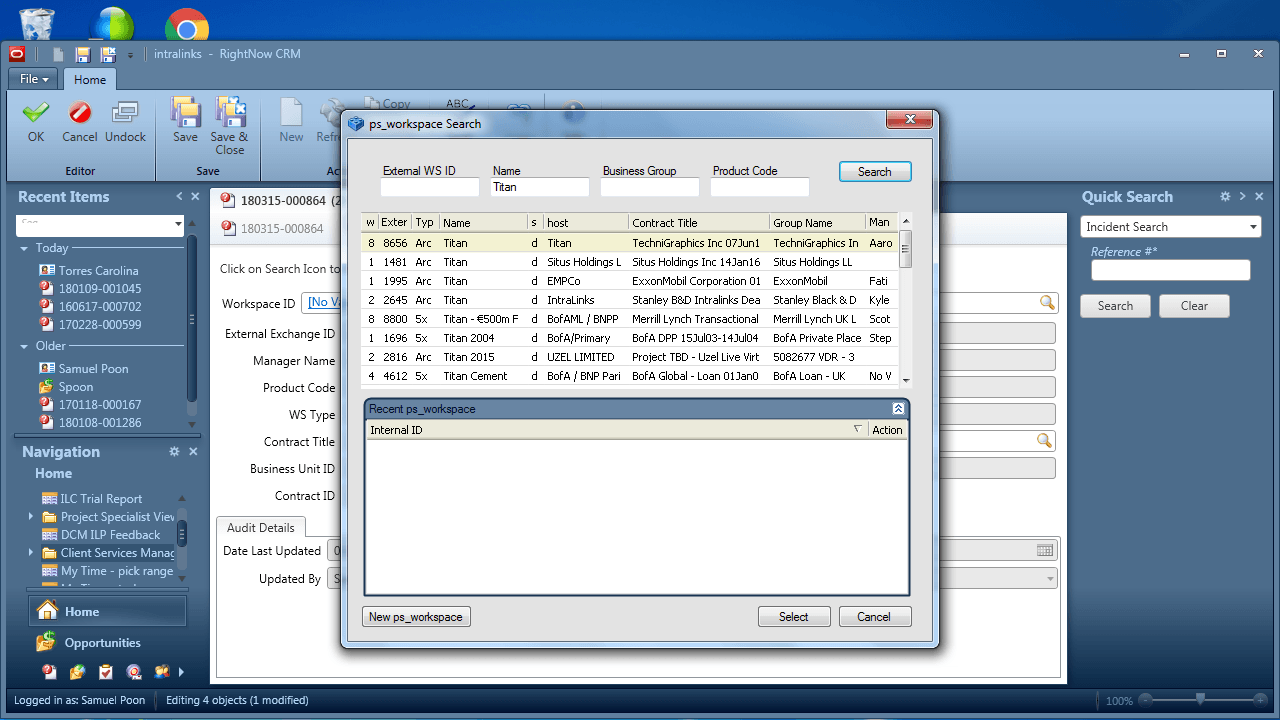 intralinks - RightNow CRM
File
Home
OK
Cancel
Undock
Save
Save &
Close
New
Copy
ABC
Editor
Save
Recent Items
Today
Torres Carolina
180109-001045
160617-000702
170228-000599
Older
Samuel Poon
Spoon
170118-000167
180108-001286
Navigation
Home
ILC Trial Report
Project Specialist View
DCM ILP Feedback
Client Services Manag
My Time - pick range
Home
Opportunities
180315-000864 (2
180315-000864
Click on Search Icon to
Workspace ID
External Exchange ID
Manager Name
Product Code
WS Type
Contract Title
Business Unit ID
Contract ID
Audit Details
Date Last Updated
Updated By
ps_workspace Search
External WS ID Name Business Group Product Code
Titan
Search
w Exter Typ Name s host Contract Title Group Name Man
8 8656 Arc Titan d Titan TechniGraphics Inc 07Jun1 TechniGraphics In Aaro
1 1481 Arc Titan d Situs Holdings L Situs Holdings Inc 14Jan16 Situs Holdings LL
1 1995 Arc Titan d EMPCo ExxonMobil Corporation 01 ExxonMobil Fati
2 2645 Arc Titan d IntraLinks Stanley B&D Intralinks Dea Stanley Black & D Kyle
8 8800 5x Titan - €500m F d BofAML / BNPP Merrill Lynch Transactional Merrill Lynch UK L Scot
1 1696 5x Titan 2004 d BofA/Primary BofA DPP 15Jul03-14Jul04 BofA Private Place Step
2 2816 Arc Titan 2015 d UZEL LIMITED Project TBD - Uzel Live Virt 5082677 VDR - 3
4 4612 5x Titan Cement d BofA / BNP Pari BofA Global - Loan 01Jan0 BofA Loan - UK No V
Recent ps_workspace
Internal ID Action
New ps_workspace
Select
Cancel
Quick Search
Incident Search
Reference #*
Search
Clear
Logged in as: Samuel Poon
Editing 4 objects (1 modified)
100%